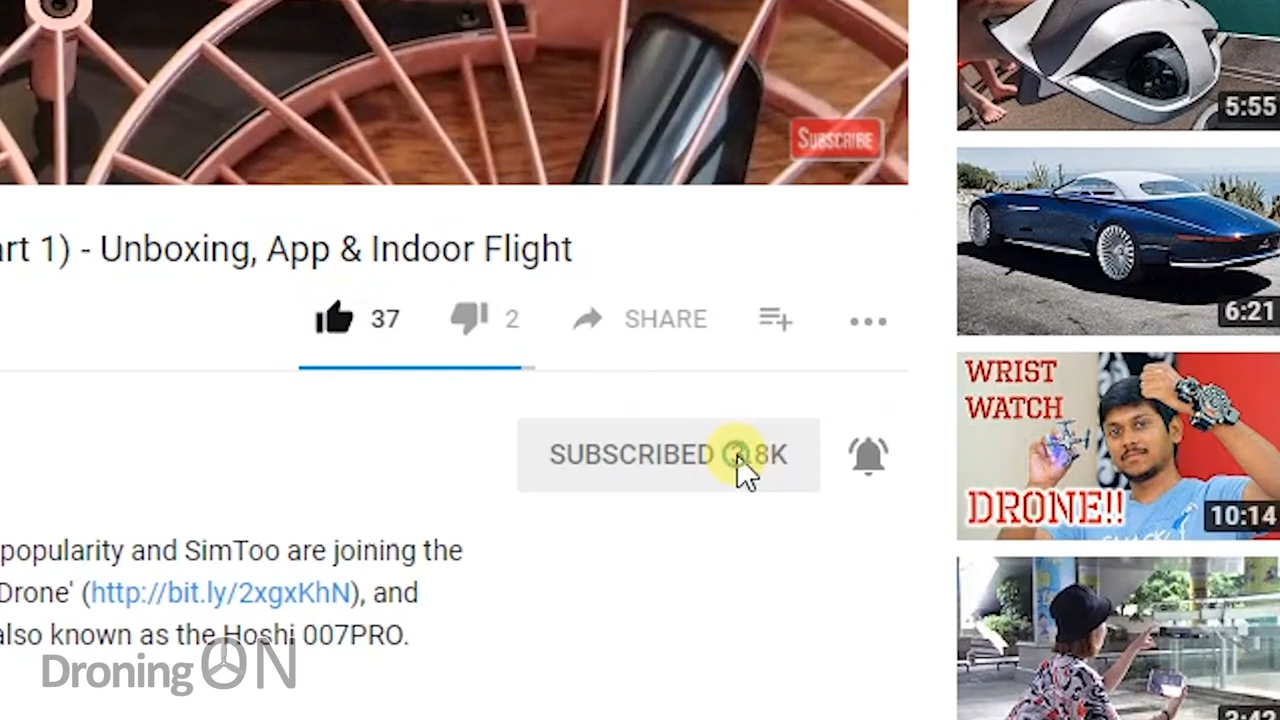 SUBSCRIBE
5:55
art 1) - Unboxing, App & Indoor Flight
37
2
SHARE
6:21
SUBSCRIBED
8K
WRIST
WATCH
DRONE!!
10:14
popularity and SimToo are joining the
Drone' (http://bit.ly/2xgxKhN), and
also known as the Hoshi 007PRO.
DroningON